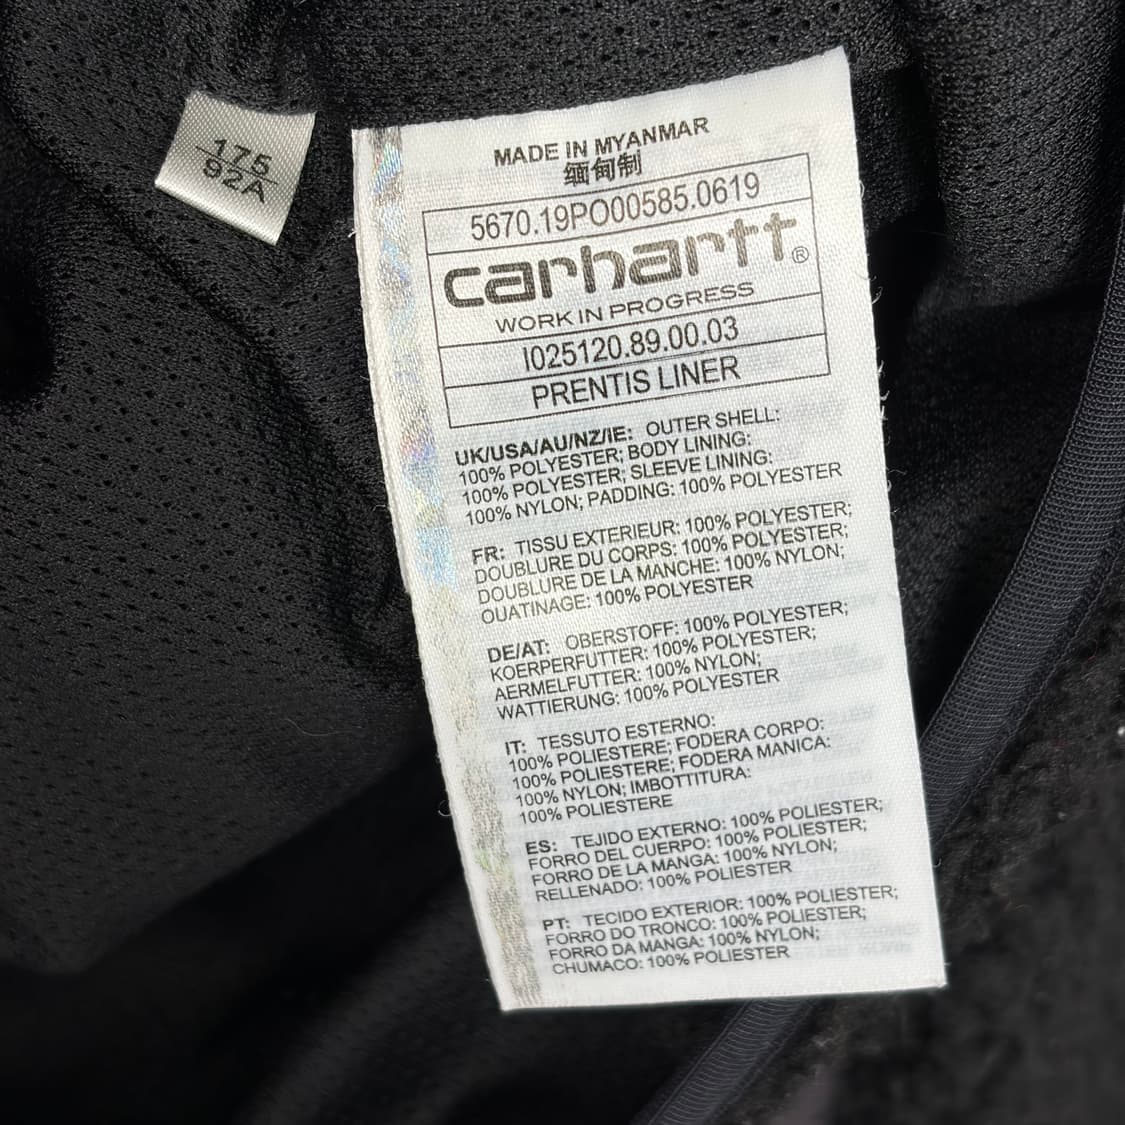 175
92A
MADE IN MYANMAR
缅甸制
5670.19PO00585.0619
carhartt®
WORK IN PROGRESS
I025120.89.00.03
PRENTIS LINER
UK/USA/AU/NZ/IE: OUTER SHELL:
100% POLYESTER; BODY LINING:
100% POLYESTER; SLEEVE LINING:
100% NYLON; PADDING: 100% POLYESTER
FR: TISSU EXTERIEUR: 100% POLYESTER;
DOUBLURE DU CORPS: 100% POLYESTER;
DOUBLURE DE LA MANCHE: 100% NYLON;
OUATINAGE: 100% POLYESTER
DE/AT: OBERSTOFF: 100% POLYESTER;
KOERPERFUTTER: 100% POLYESTER;
AERMELFUTTER: 100% NYLON;
WATTIERUNG: 100% POLYESTER
IT: TESSUTO ESTERNO:
100% POLIESTERE; FODERA CORPO:
100% POLIESTERE; FODERA MANICA:
100% NYLON; IMBOTTITURA:
100% POLIESTERE
ES: TEJIDO EXTERNO: 100% POLIESTER;
FORRO DEL CUERPO: 100% POLIESTER;
FORRO DE LA MANGA: 100% NYLON;
RELLENADO: 100% POLIESTER
PT: TECIDO EXTERIOR: 100% POLIESTER;
FORRO DO TRONCO: 100% POLIESTER;
FORRO DA MANGA: 100% NYLON;
CHUMACO: 100% POLIESTER